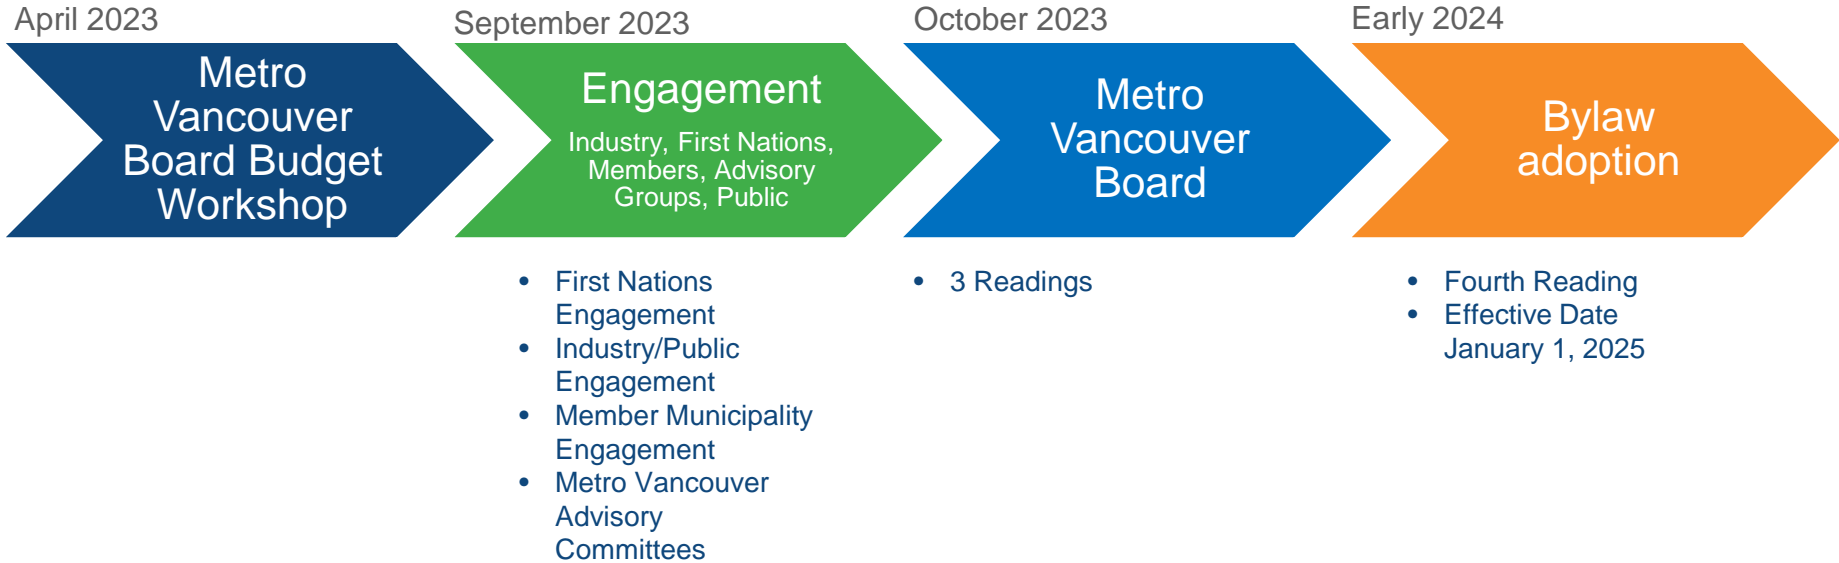 April 2023
Metro
Vancouver
Board Budget
Workshop
September 2023
Engagement
Industry, First Nations,
Members, Advisory
Groups, Public
• First Nations
Engagement
• Industry/Public
Engagement
• Member Municipality
Engagement
• Metro Vancouver
Advisory
Committees
October 2023
Metro
Vancouver
Board
• 3 Readings
Early 2024
Bylaw
adoption
• Fourth Reading
• Effective Date
January 1, 2025